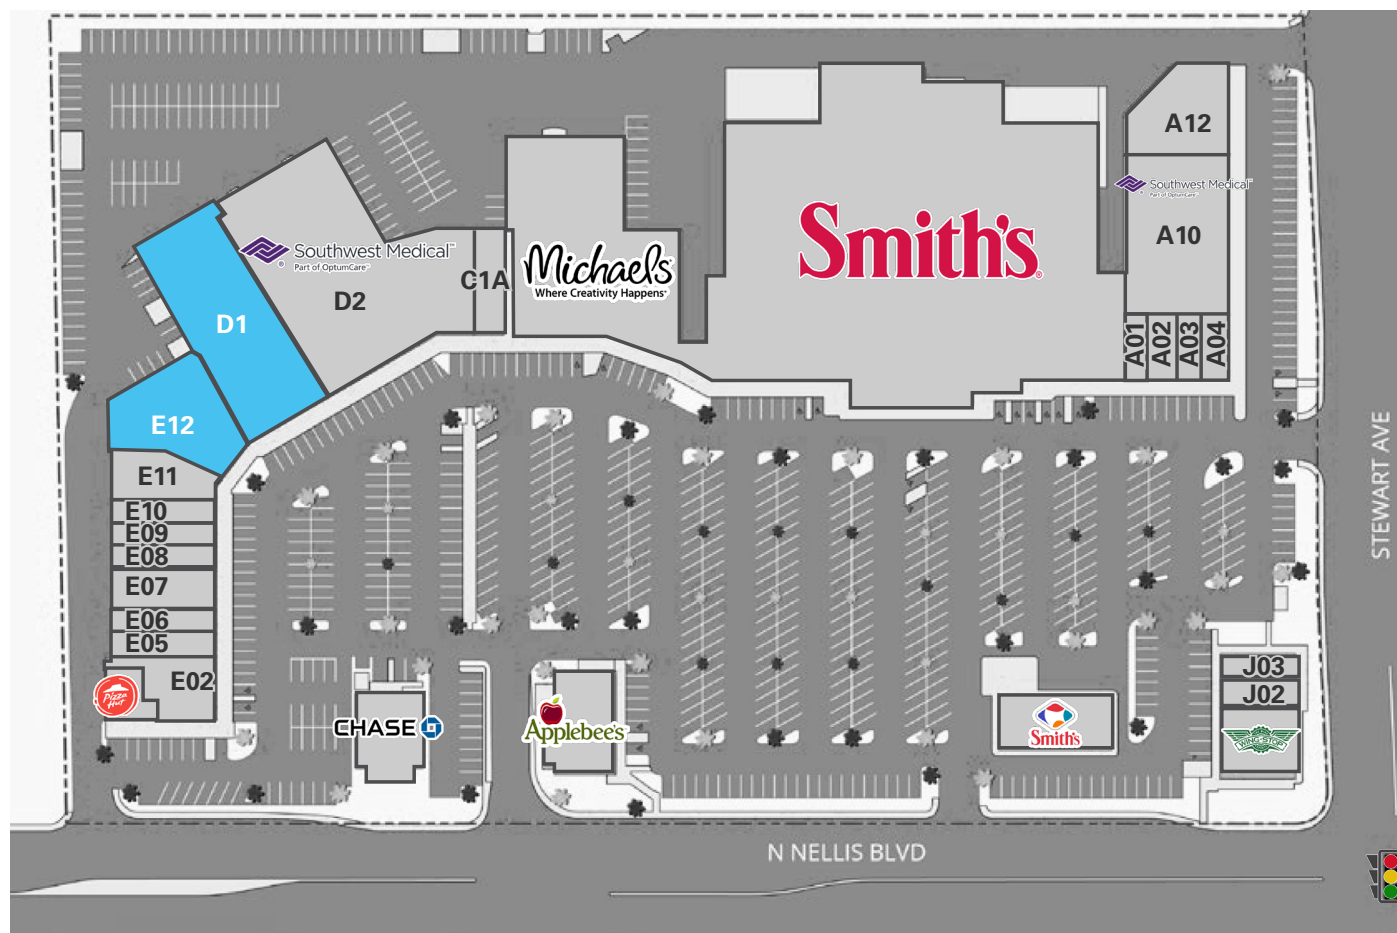 A12
Southwest Medical
Part of OptumCare
A10
Smith's
Southwest Medical
Part of OptumCare
D2
C1A
Michaels
Where Creativity Happens
D1
A01
A02
A03
A04
E12
E11
E10
E09
E08
E07
E06
E05
E02
Pizza Hut
CHASE
Applebee's
Smith's
J03
J02
WING-STOP
STEWART AVE
N NELLIS BLVD